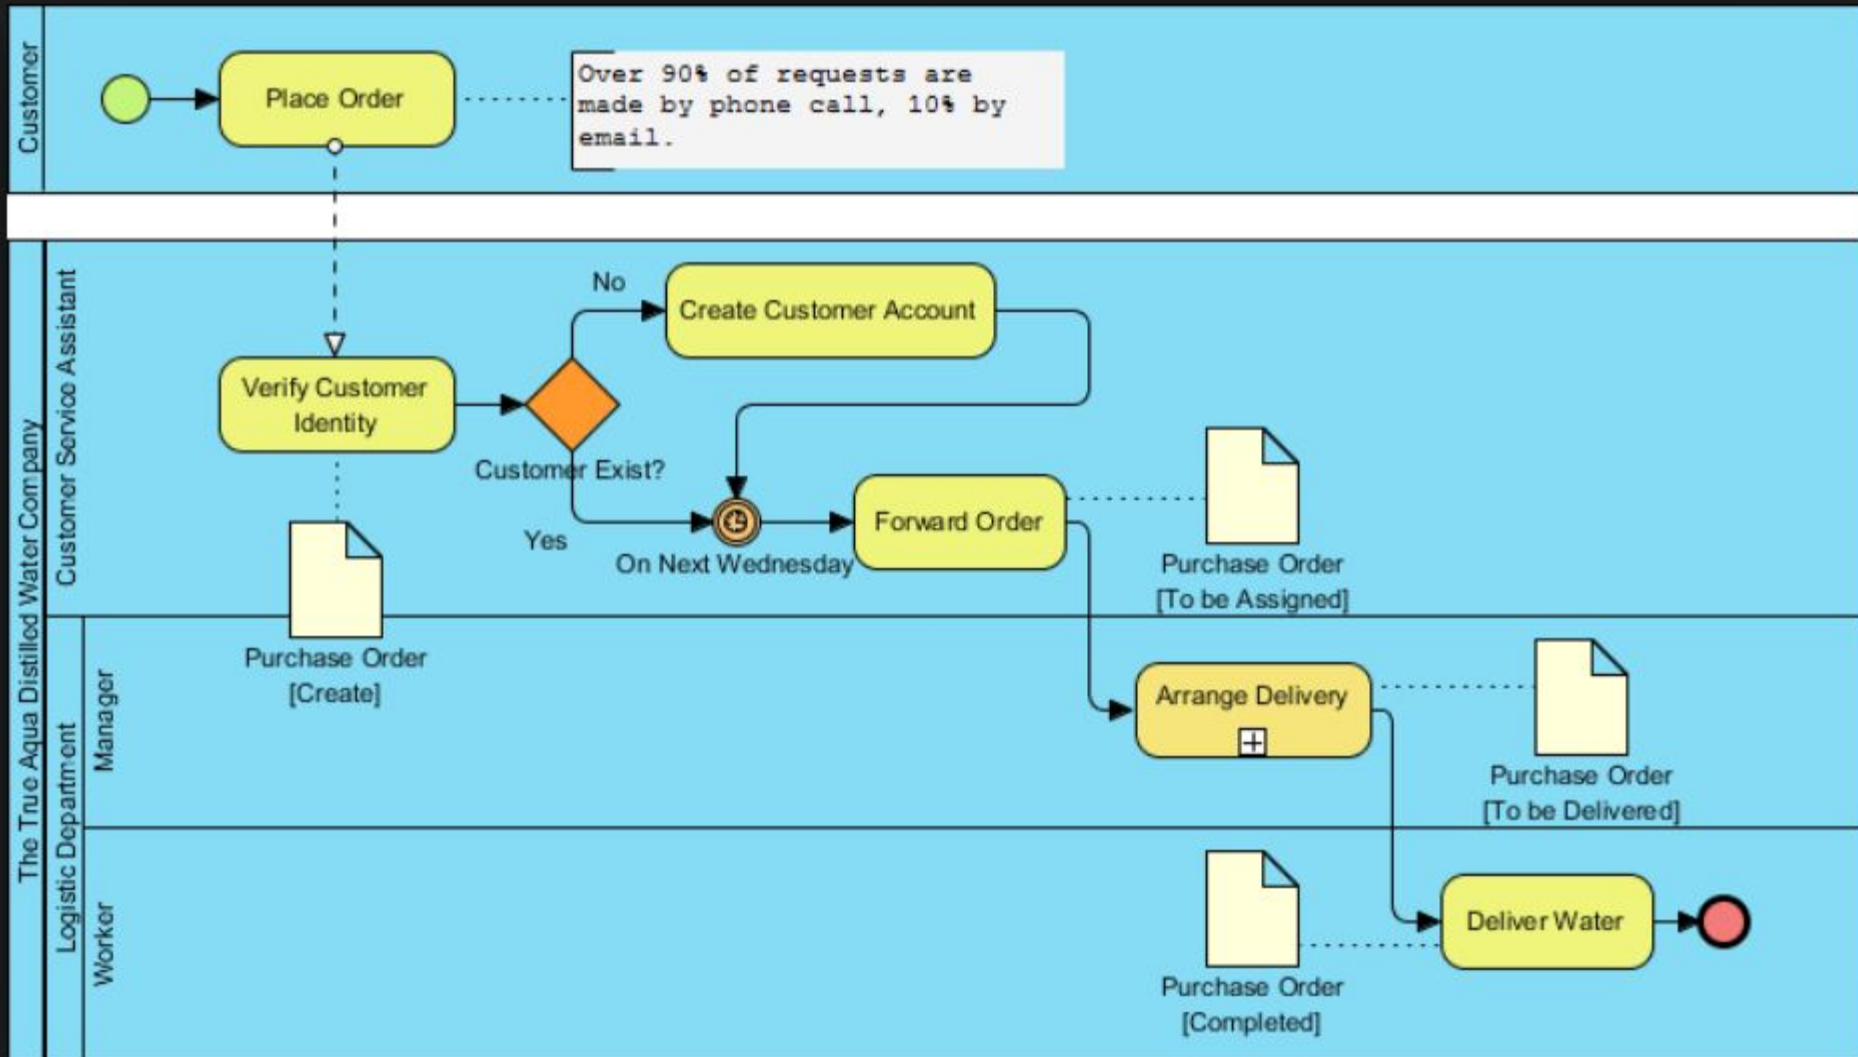 Customer
Place Order
Over 90% of requests are
made by phone call, 10% by
email.
The True Aqua Distilled Water Company
Customer Service Assistant
No
Create Customer Account
Verify Customer
Identity
Customer Exist?
Yes
On Next Wednesday
Forward Order
Purchase Order
[To be Assigned]
Purchase Order
[Create]
Logistic Department
Manager
Arrange Delivery
Purchase Order
[To be Delivered]
Worker
Deliver Water
Purchase Order
[Completed]